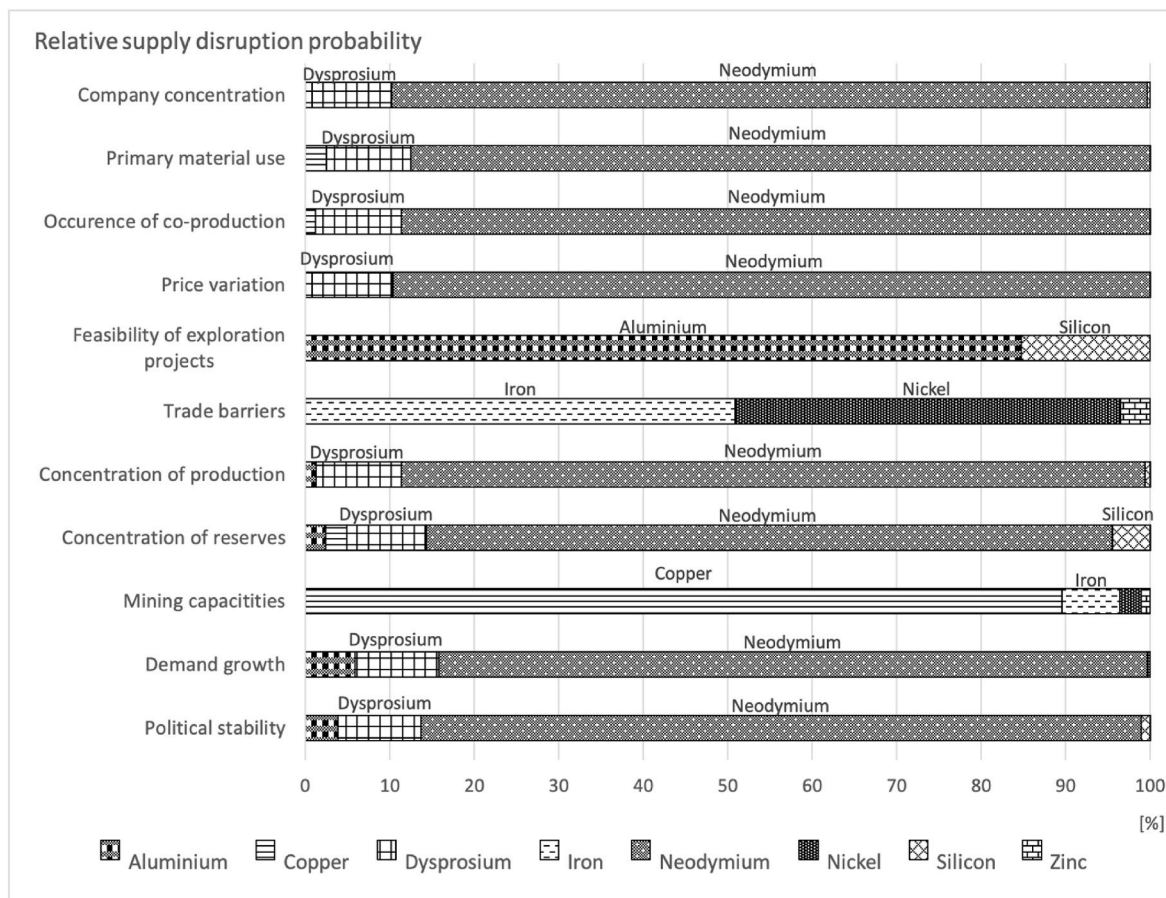 Relative supply disruption probability
Dysprosium Neodymium
Company concentration
Dysprosium Neodymium
Primary material use
Dysprosium Neodymium
Occurence of co-production
Dysprosium Neodymium
Price variation
Aluminium Silicon
Feasibility of exploration
projects
Iron Nickel
Trade barriers
Dysprosium Neodymium
Concentration of production
Dysprosium Neodymium Silicon
Concentration of reserves
Copper Iron
Mining capacitities
Dysprosium Neodymium
Demand growth
Dysprosium Neodymium
Political stability
0 10 20 30 40 50 60 70 80 90 100
[%]
Aluminium Copper Dysprosium Iron Neodymium Nickel Silicon Zinc